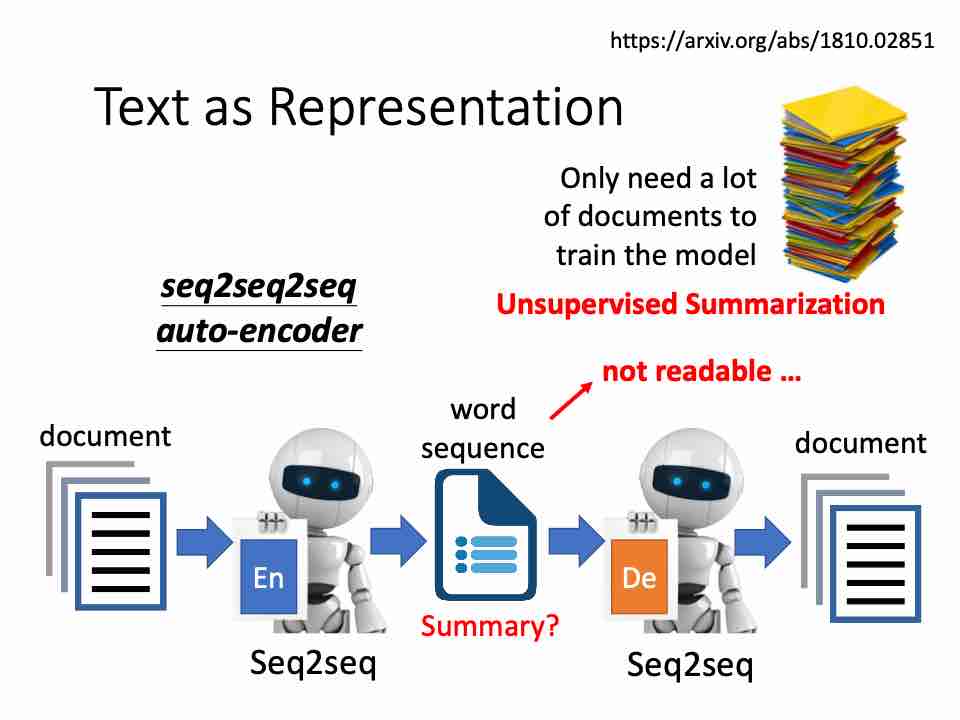 https://arxiv.org/abs/1810.02851
Text as Representation
Only need a lot
of documents to
train the model
seq2seq2seq
auto-encoder
Unsupervised Summarization
not readable …
word
sequence
document
document
En
De
Summary?
Seq2seq
Seq2seq